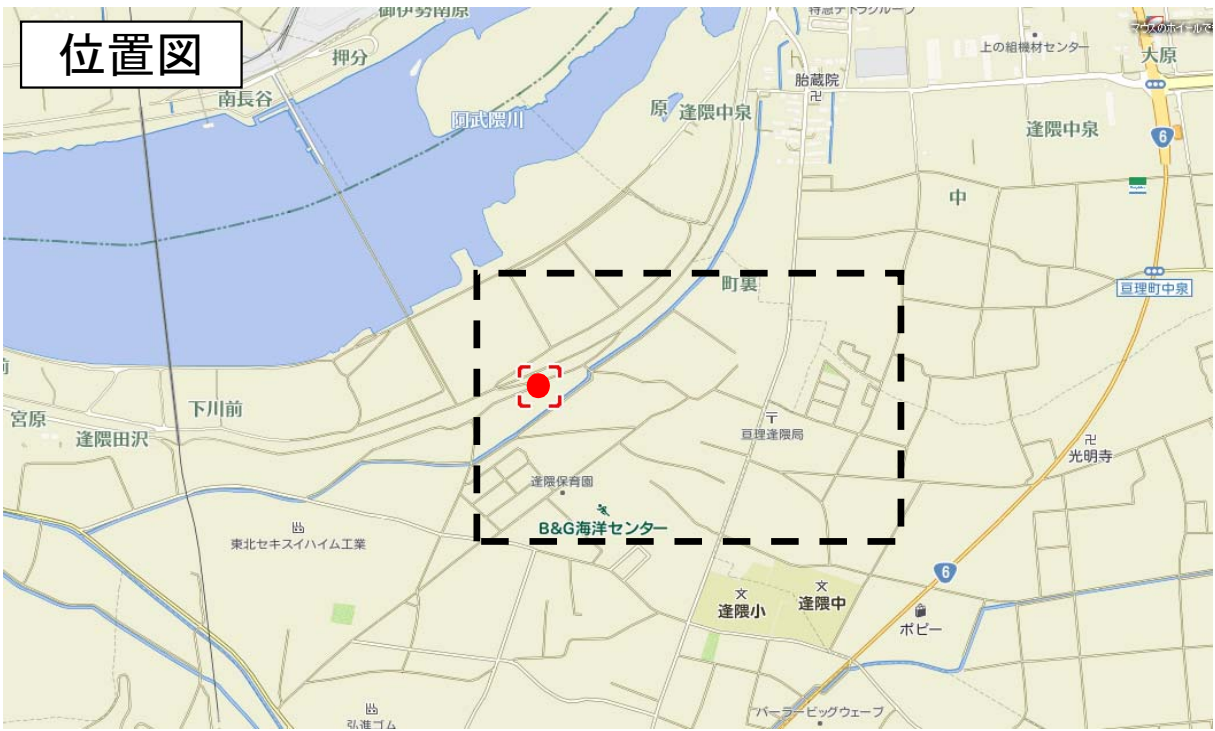 位置図
御伊勢南原
押分
南長谷
阿武隈川
原
逢隈中泉
胎蔵院
上の組機材センター
大原
逢隈中泉
6
中
亘理町中泉
町裏
下川前
宮原
逢隈田沢
亘理逢隈局
光明寺
逢隈保育園
B&G海洋センター
東北セキスイハイム工業
6
逢隈小
逢隈中
ポピー
パーラービッグウェーブ
弘進ゴム